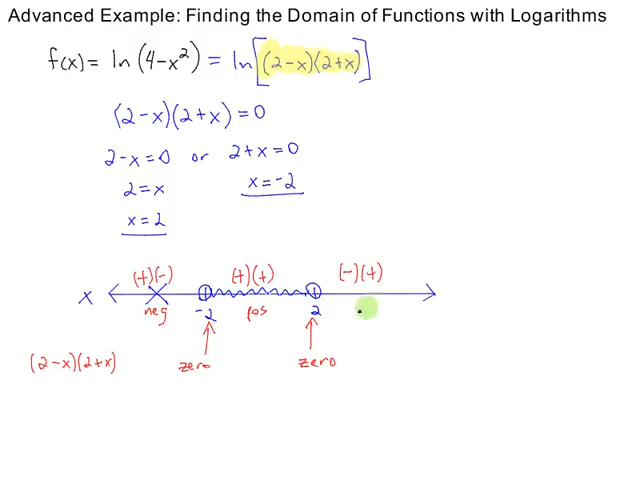 Advanced Example: Finding the Domain of Functions with Logarithms
f(x) = ln(4-x²) = ln[(2-x)(2+x)]
(2-x)(2+x) = 0
2-x=0 or 2+x=0
2=x x=-2
x=2
(+)(-) (+)(+) (-)(+)
x
neg -2 pos 2
(2-x)(2+x) zero zero